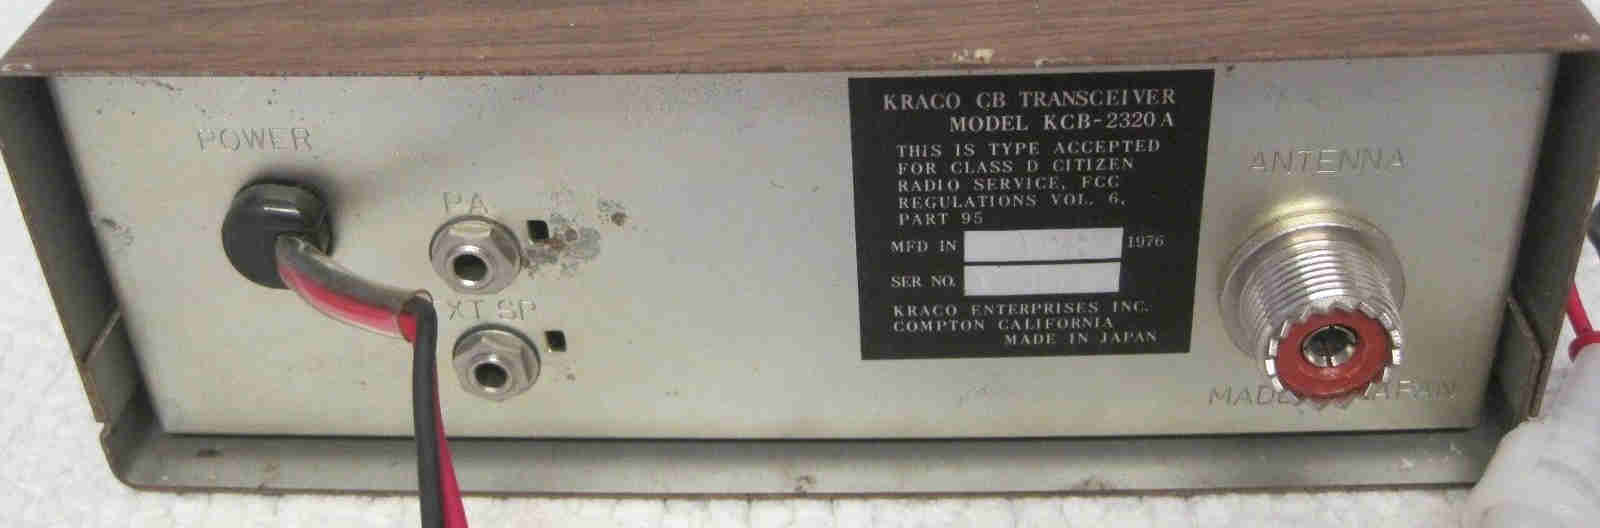 POWER
PA
XT SP
KRACO CB TRANSCEIVER
MODEL KCB-2320A
THIS IS TYPE ACCEPTED
FOR CLASS D CITIZEN
RADIO SERVICE, FCC
REGULATIONS VOL. 6,
PART 95
MFD IN 1976
SER NO.
KRACO ENTERPRISES INC.
COMPTON CALIFORNIA
MADE IN JAPAN
ANTENNA
MADE JAPAN